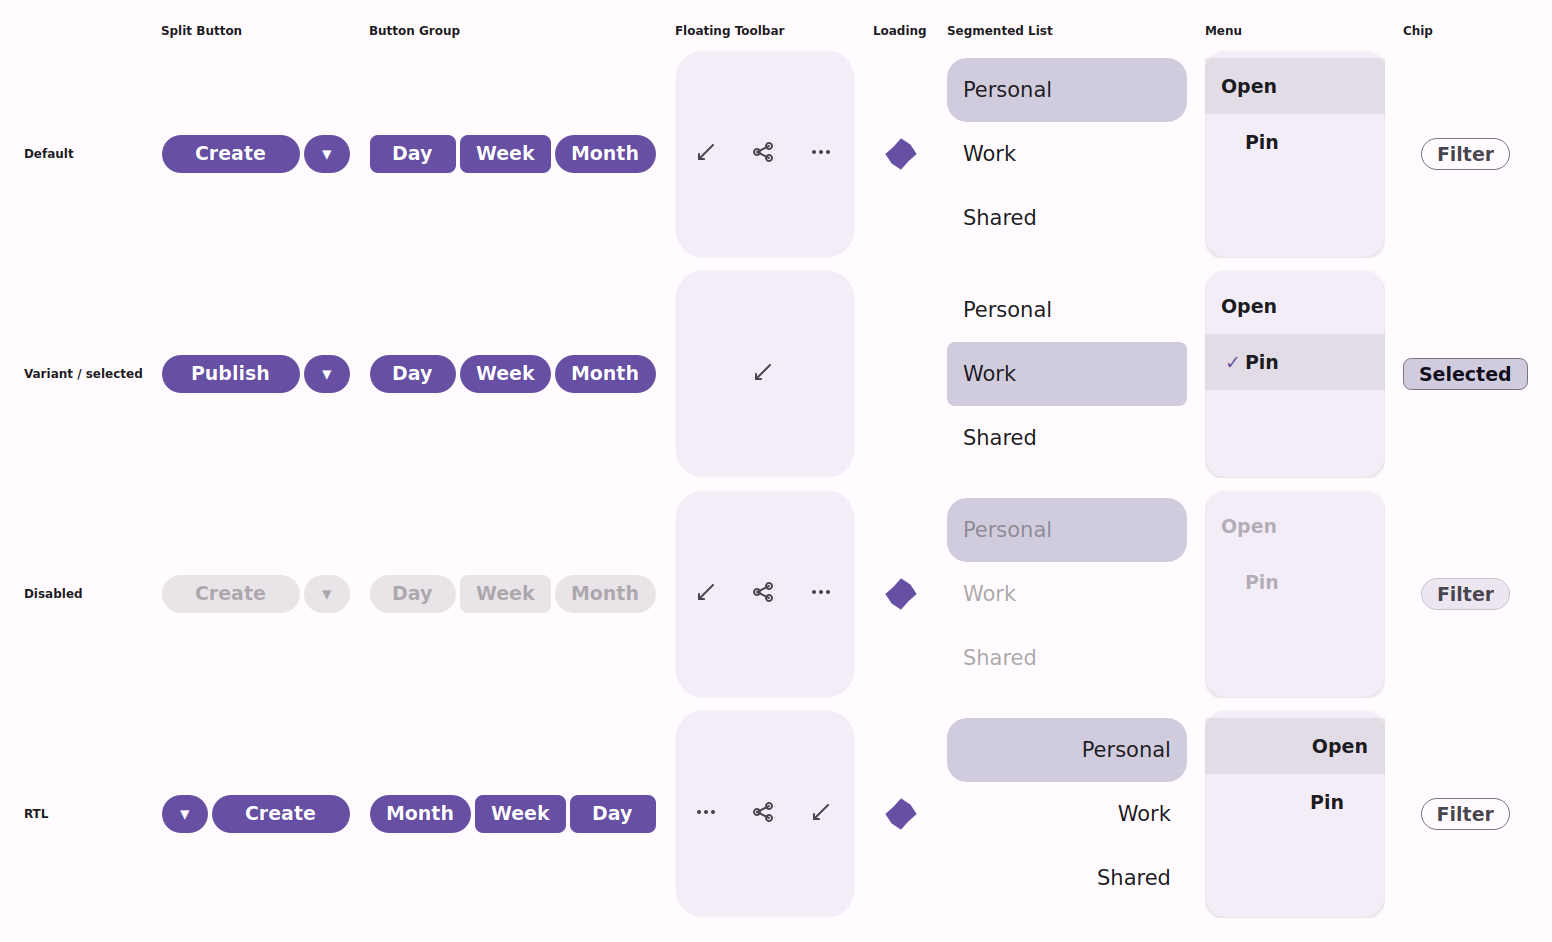 Split Button Button Group Floating Toolbar Loading Segmented List Menu Chip
Default
Create ▼
Day Week Month
Personal
Work
Shared
Open
Pin
Filter
Variant / selected
Publish ▼
Day Week Month
Personal
Work
Shared
Open
✓ Pin
Selected
Disabled
Create ▼
Day Week Month
Personal
Work
Shared
Open
Pin
Filter
RTL
▼ Create
Month Week Day
Personal
Work
Shared
Open
Pin
Filter